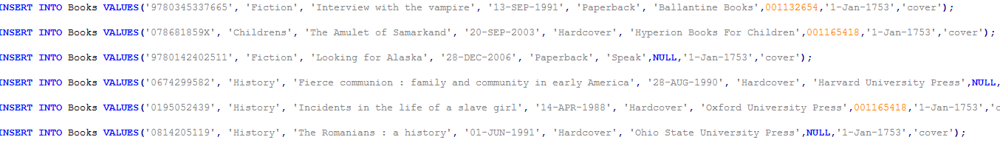 INSERT INTO Books VALUES('9780345337665', 'Fiction', 'Interview with the vampire', '13-SEP-1991', 'Paperback', 'Ballantine Books',001132654,'1-Jan-1753','cover');
INSERT INTO Books VALUES('078681859X', 'Childrens', 'The Amulet of Samarkand', '20-SEP-2003', 'Hardcover', 'Hyperion Books For Children',001165418,'1-Jan-1753','cover');
INSERT INTO Books VALUES('9780142402511', 'Fiction', 'Looking for Alaska', '28-DEC-2006', 'Paperback', 'Speak',NULL,'1-Jan-1753','cover');
INSERT INTO Books VALUES('0674299582', 'History', 'Fierce communion : family and community in early America', '28-AUG-1990', 'Hardcover', 'Harvard University Press',NULL,
INSERT INTO Books VALUES('0195052439', 'History', 'Incidents in the life of a slave girl', '14-APR-1988', 'Hardcover', 'Oxford University Press',001165418,'1-Jan-1753','c
INSERT INTO Books VALUES('0814205119', 'History', 'The Romanians : a history', '01-JUN-1991', 'Hardcover', 'Ohio State University Press',NULL,'1-Jan-1753','cover');